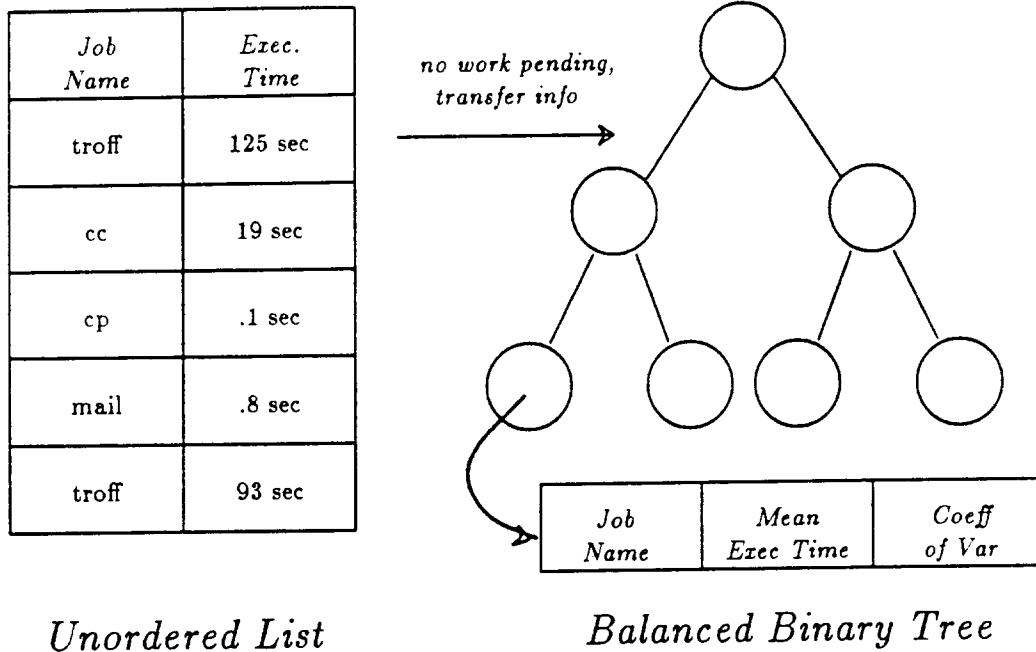 Job Name
Exec. Time
troff
125 sec
cc
19 sec
cp
.1 sec
mail
.8 sec
troff
93 sec
no work pending,
transfer info
Job Name
Mean Exec Time
Coeff of Var
Unordered List
Balanced Binary Tree